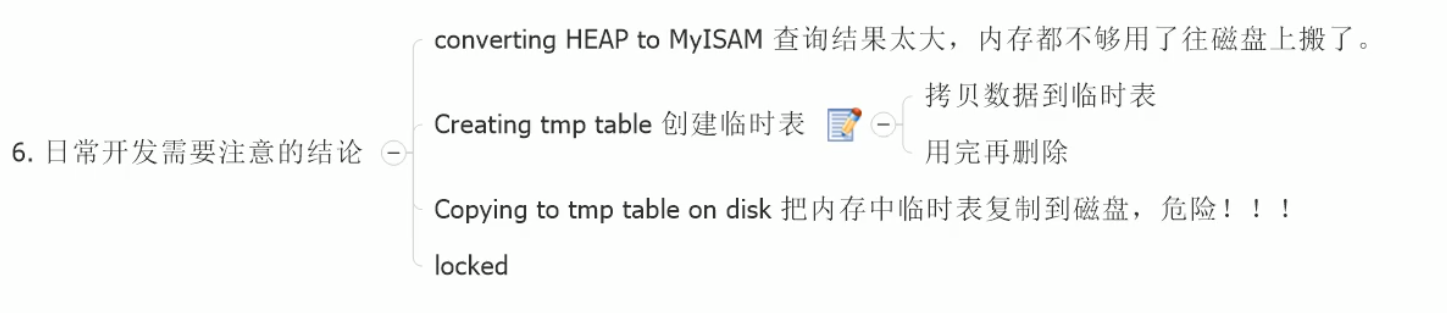 converting HEAP to MyISAM 查询结果太大，内存都不够用了往磁盘上搬了。
拷贝数据到临时表
Creating tmp table 创建临时表
用完再删除
6. 日常开发需要注意的结论
Copying to tmp table on disk 把内存中临时表复制到磁盘，危险！！！
locked